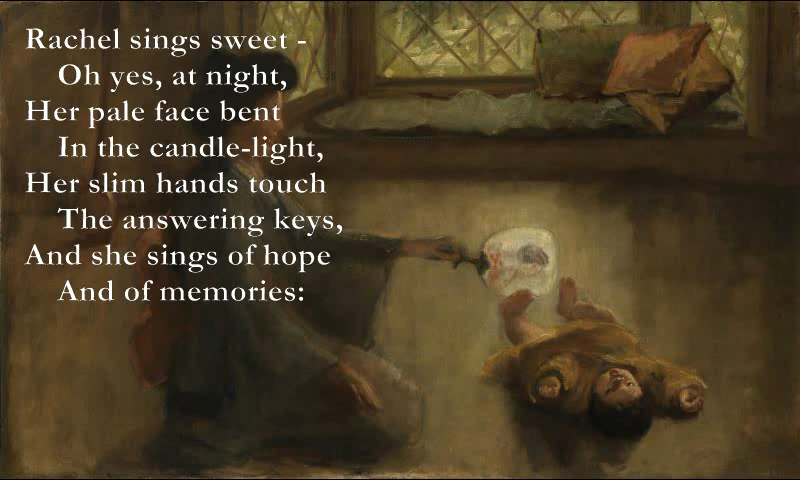 Rachel sings sweet -
Oh yes, at night,
Her pale face bent
In the candle-light,
Her slim hands touch
The answering keys,
And she sings of hope
And of memories: